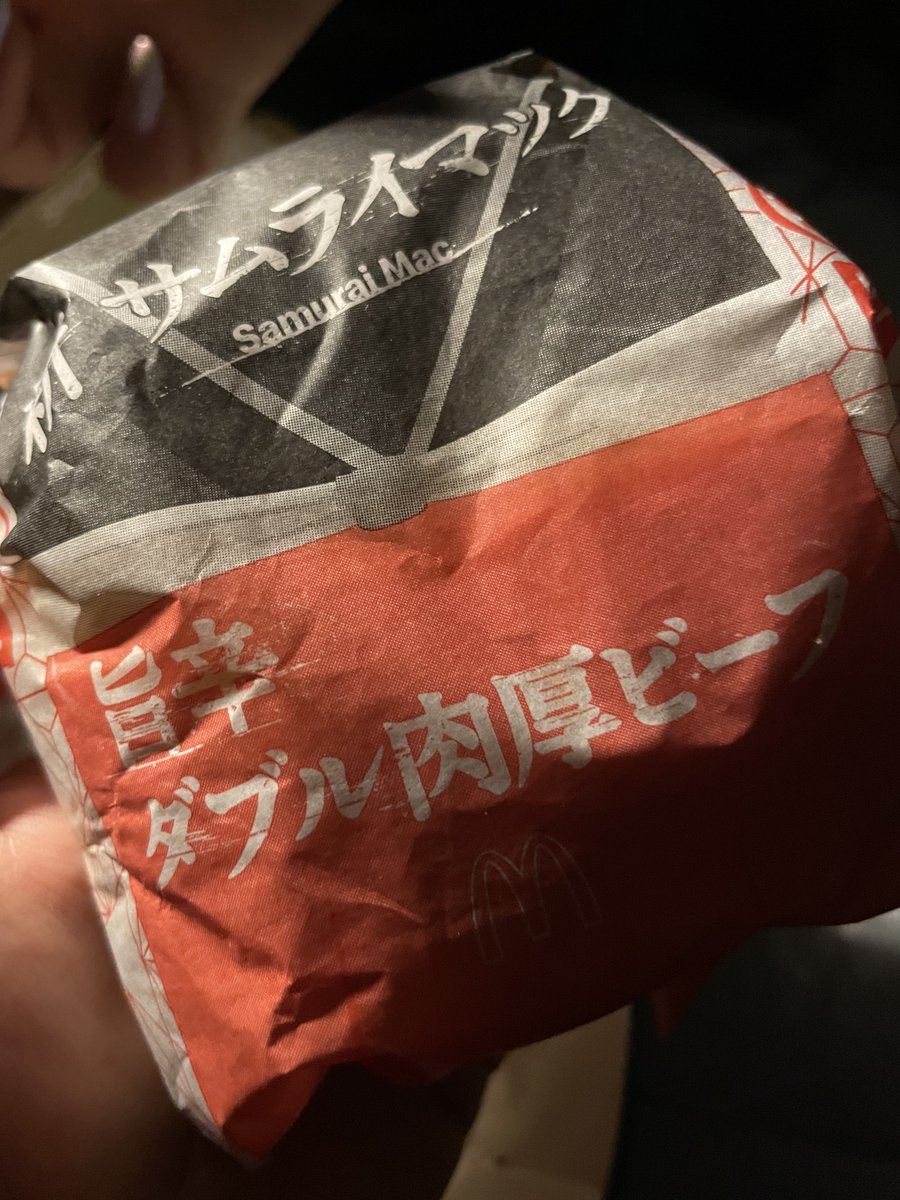 サムライマック
Samurai Mac
旨辛
ダブル肉厚ビーフ